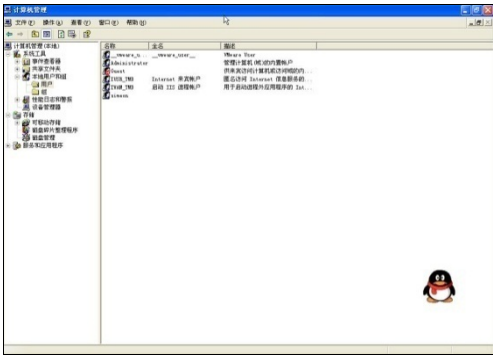 计算机管理
文件(F) 操作(A) 查看(V) 窗口(W) 帮助(H)
计算机管理(本地)
系统工具
事件查看器
共享文件夹
本地用户和组
用户
组
性能日志和警报
设备管理器
存储
可移动存储
磁盘碎片整理程序
磁盘管理
服务和应用程序
名称 全名 描述
__vmware_u... __vmware_user__ VMware User
Administrator 管理计算机(域)的内置帐户
Guest 供来宾访问计算机或访问域的内...
IUSR_TMS Internet 来宾帐户 匿名访问 Internet 信息服务的...
IWAM_TMS 启动 IIS 进程帐户 用于启动进程外应用程序的 Int...